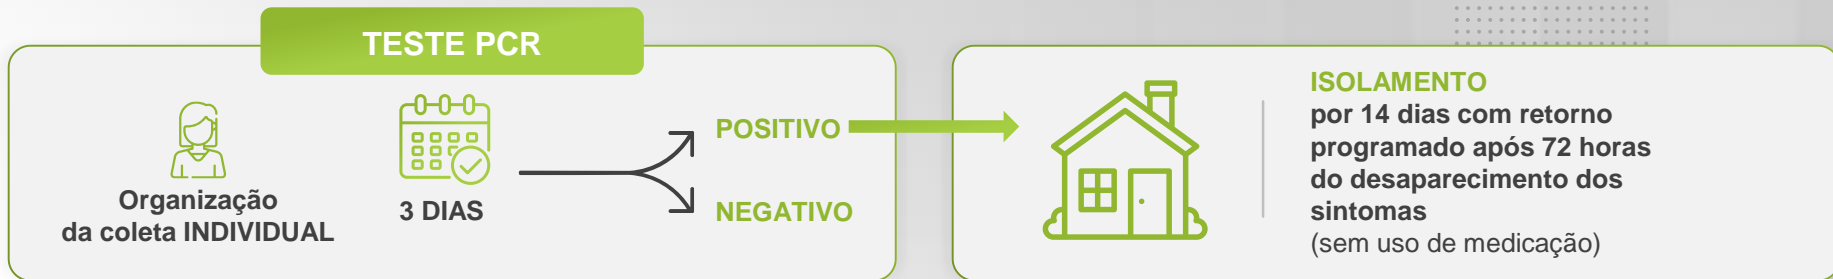 TESTE PCR
Organização
da coleta INDIVIDUAL
3 DIAS
POSITIVO
NEGATIVO
ISOLAMENTO
por 14 dias com retorno
programado após 72 horas
do desaparecimento dos
sintomas
(sem uso de medicação)